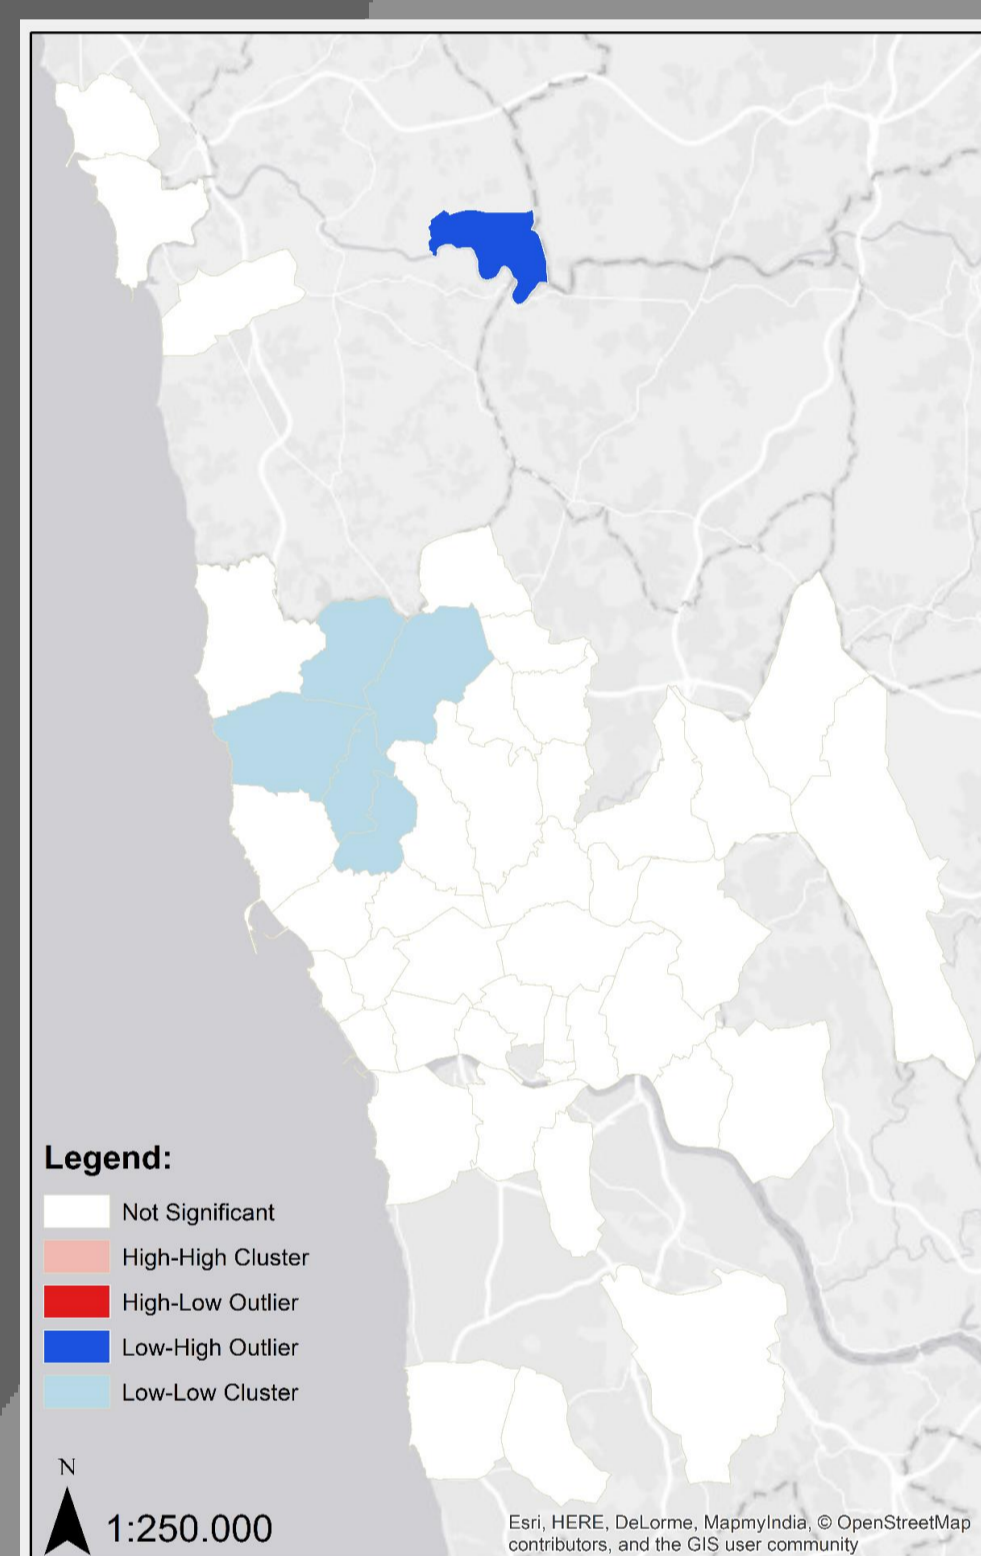 Legend:
Not Significant
High-High Cluster
High-Low Outlier
Low-High Outlier
Low-Low Cluster
N
1:250.000
Esri, HERE, DeLorme, MapmyIndia, © OpenStreetMap
contributors, and the GIS user community